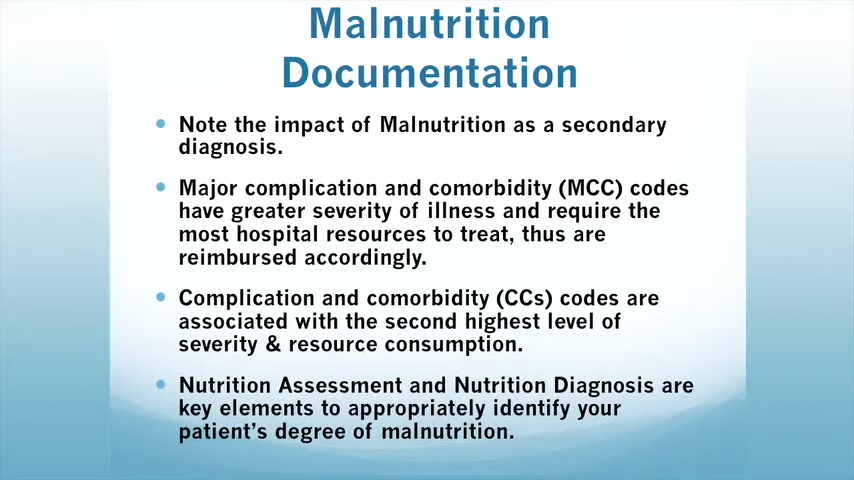 Malnutrition
Documentation
• Note the impact of Malnutrition as a secondary
diagnosis.
• Major complication and comorbidity (MCC) codes
have greater severity of illness and require the
most hospital resources to treat, thus are
reimbursed accordingly.
• Complication and comorbidity (CCs) codes are
associated with the second highest level of
severity & resource consumption.
• Nutrition Assessment and Nutrition Diagnosis are
key elements to appropriately identify your
patient’s degree of malnutrition.